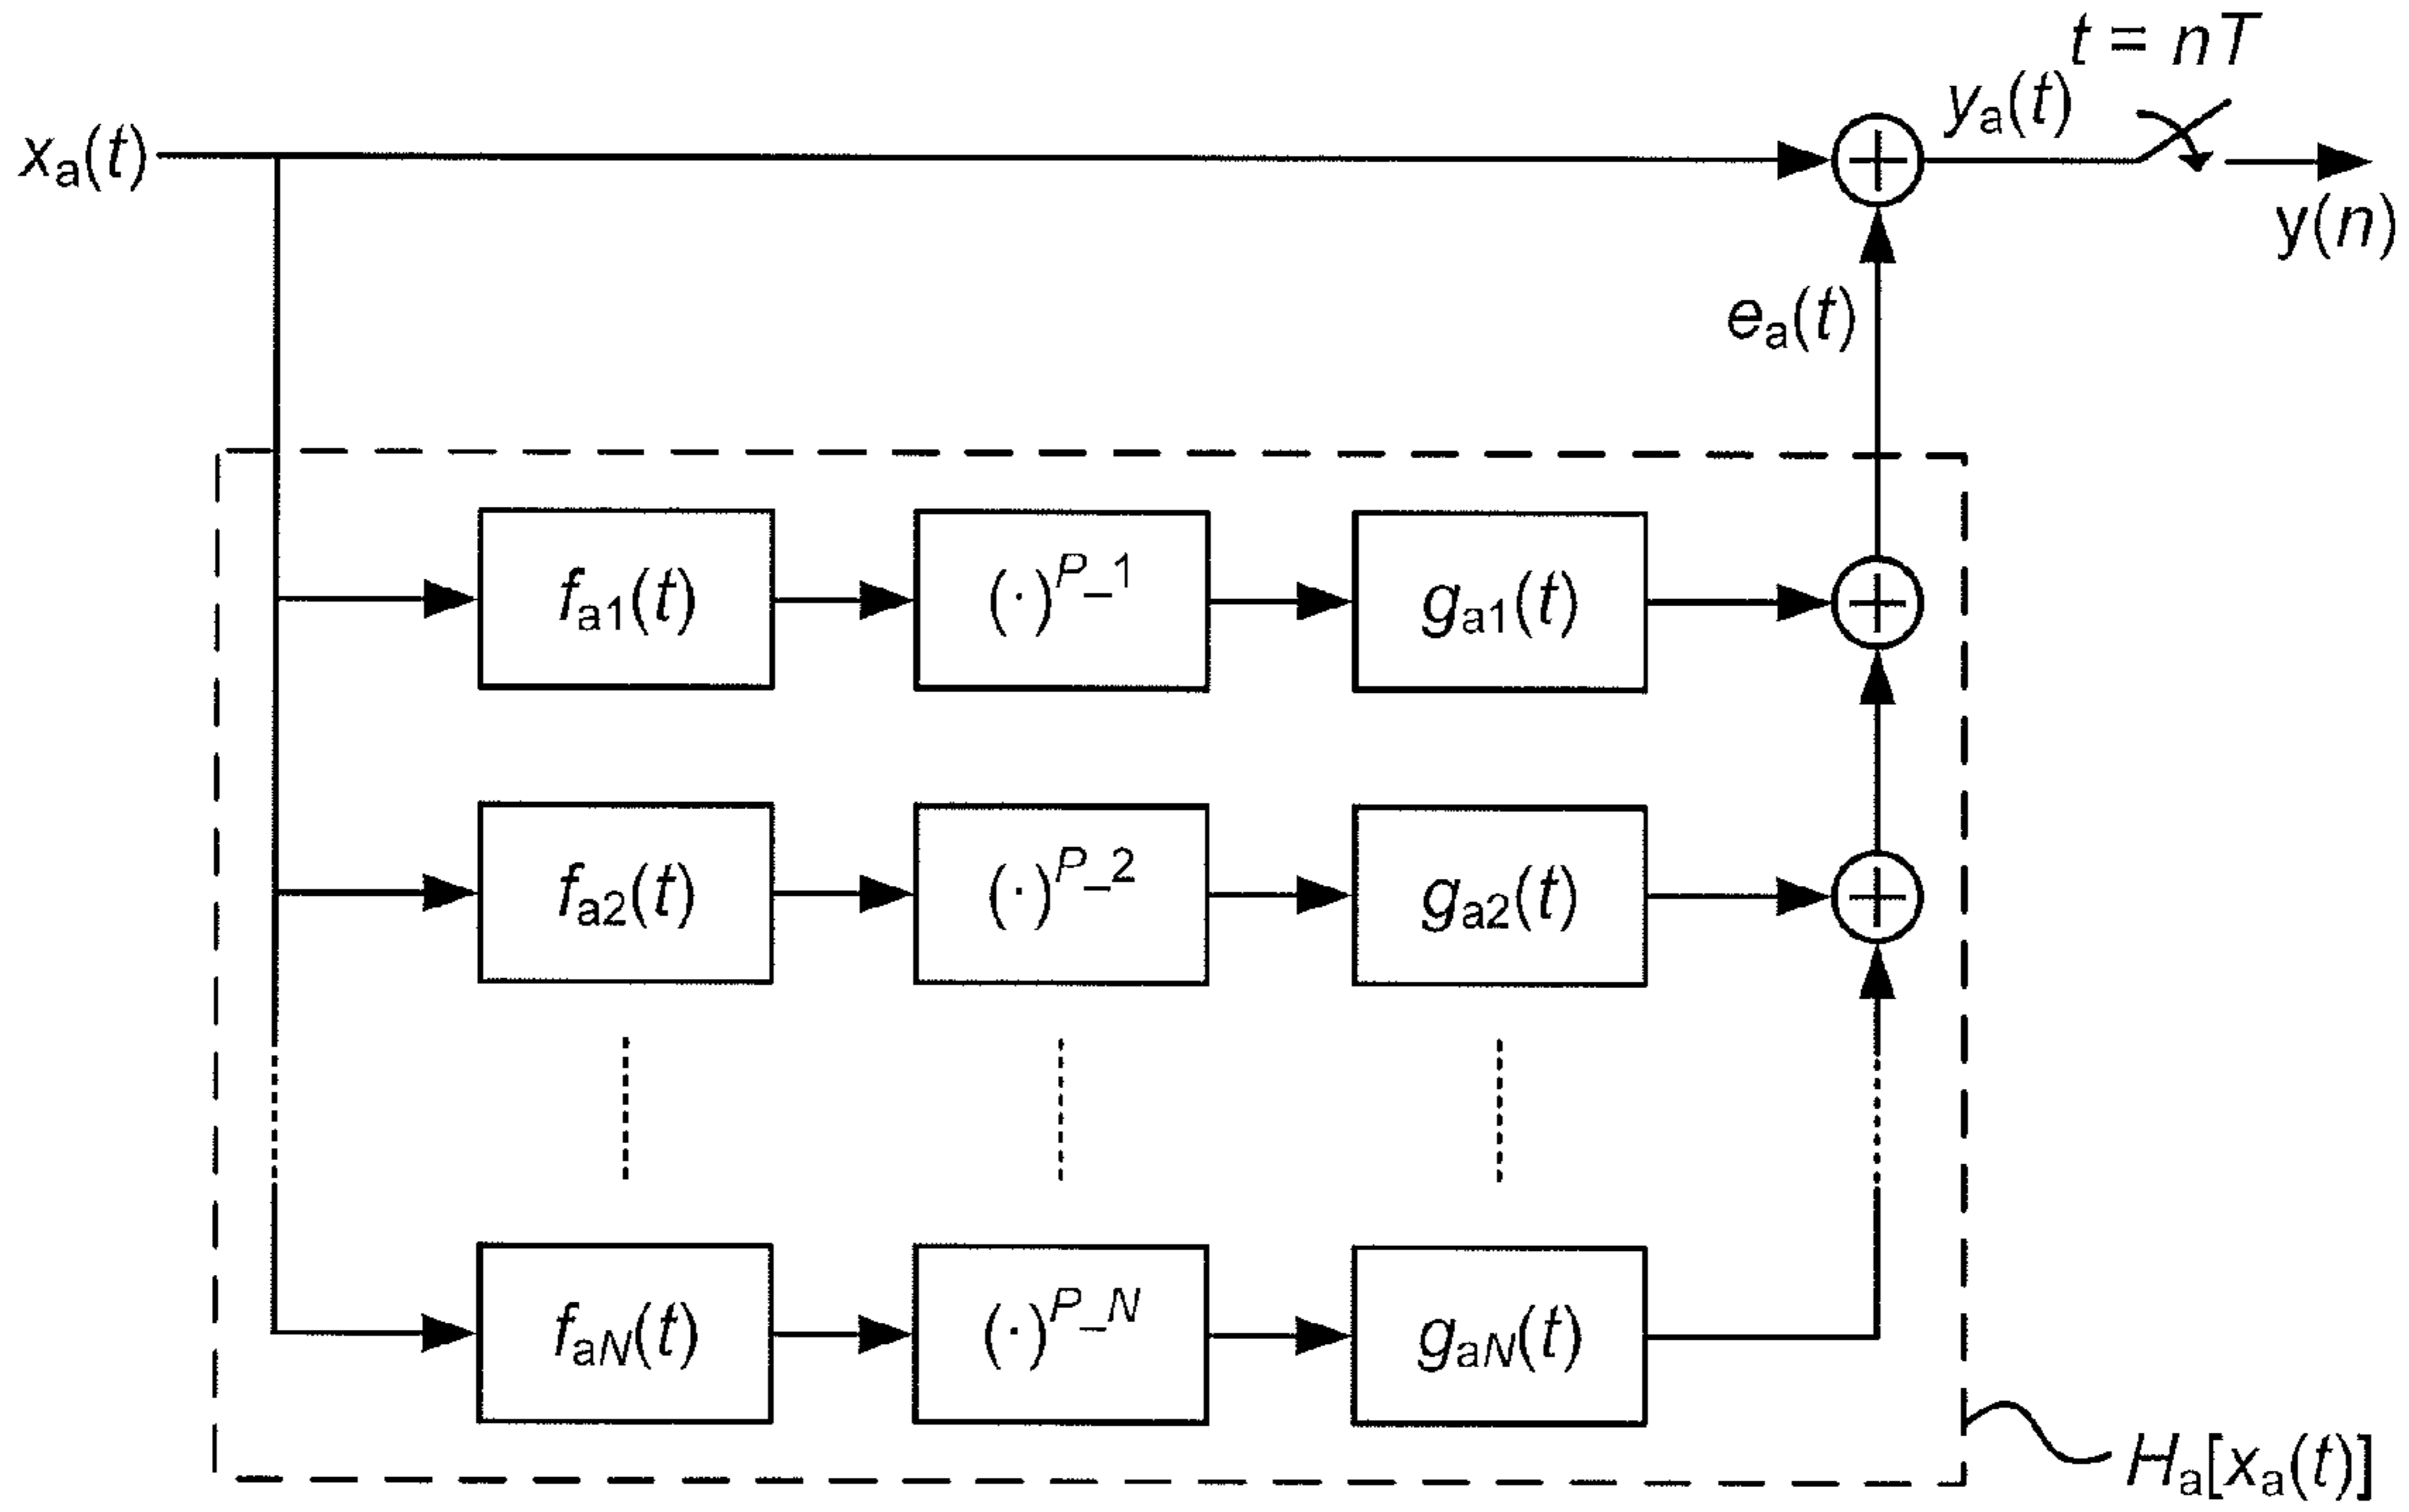 t = nT
xₐ(t)
yₐ(t)
y(n)
eₐ(t)
fₐ₁(t) (·)^P_1 gₐ₁(t)
fₐ₂(t) (·)^P_2 gₐ₂(t)
fₐN(t) (·)^P_N gₐN(t)
Hₐ[xₐ(t)]